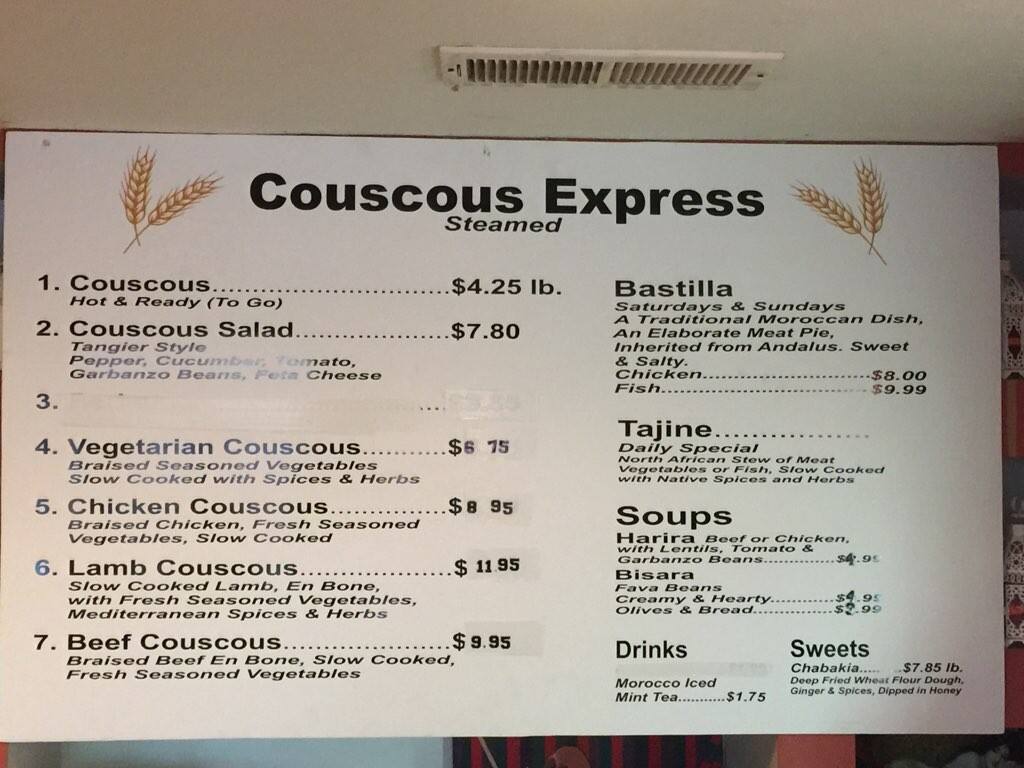 Couscous Express
Steamed
1. Couscous..............................$4.25 lb.
Hot & Ready (To Go)
2. Couscous Salad....................$7.80
Tangier Style
Pepper, Cucumber, Tomato,
Garbanzo Beans, Feta Cheese
3. ...
4. Vegetarian Couscous...........$6 75
Braised Seasoned Vegetables
Slow Cooked with Spices & Herbs
5. Chicken Couscous...............$8 95
Braised Chicken, Fresh Seasoned
Vegetables, Slow Cooked
6. Lamb Couscous....................$ 11.95
Slow Cooked Lamb, En Bone,
with Fresh Seasoned Vegetables,
Mediterranean Spices & Herbs
7. Beef Couscous......................$ 9.95
Braised Beef En Bone, Slow Cooked,
Fresh Seasoned Vegetables
Bastilla
Saturdays & Sundays
A Traditional Moroccan Dish,
An Elaborate Meat Pie,
Inherited from Andalus. Sweet
& Salty.
Chicken..............................$8.00
Fish.....................................$9.99
Tajine....................
Daily Special
North African Stew of Meat
Vegetables or Fish, Slow Cooked
with Native Spices and Herbs
Soups
Harira Beef or Chicken,
with Lentils, Tomato &
Garbanzo Beans.............$4.95
Bisara
Fava Beans
Creamy & Hearty............$4.95
Olives & Bread...............
Drinks
Morocco Iced
Mint Tea...........$1.75
Sweets
Chabakia..... ..$7.85 lb.
Deep Fried Wheat Flour Dough,
Ginger & Spices, Dipped in Honey